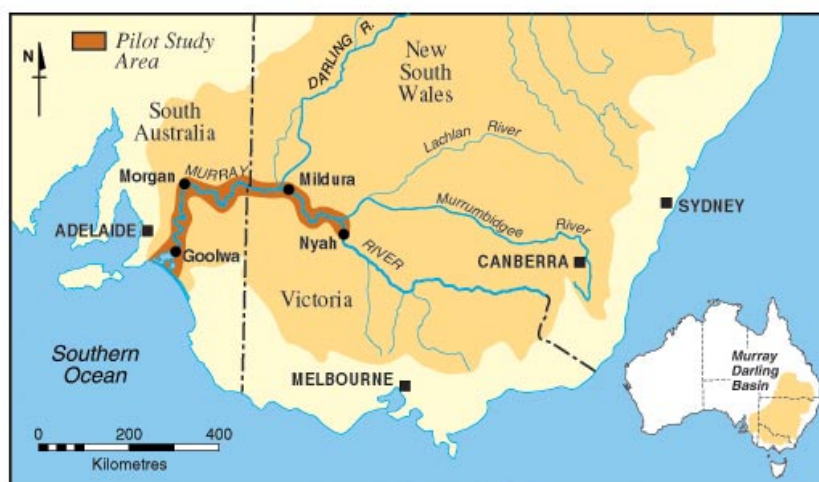 Pilot Study
Area
N
DARLING R.
New
South
Wales
South
Australia
Lachlan River
Morgan
MURRAY
Mildura
Murrumbidgee
River
SYDNEY
ADELAIDE
Goolwa
Nyah
RIVER
CANBERRA
Victoria
Southern
Ocean
MELBOURNE
Murray
Darling
Basin
0 200 400
Kilometres